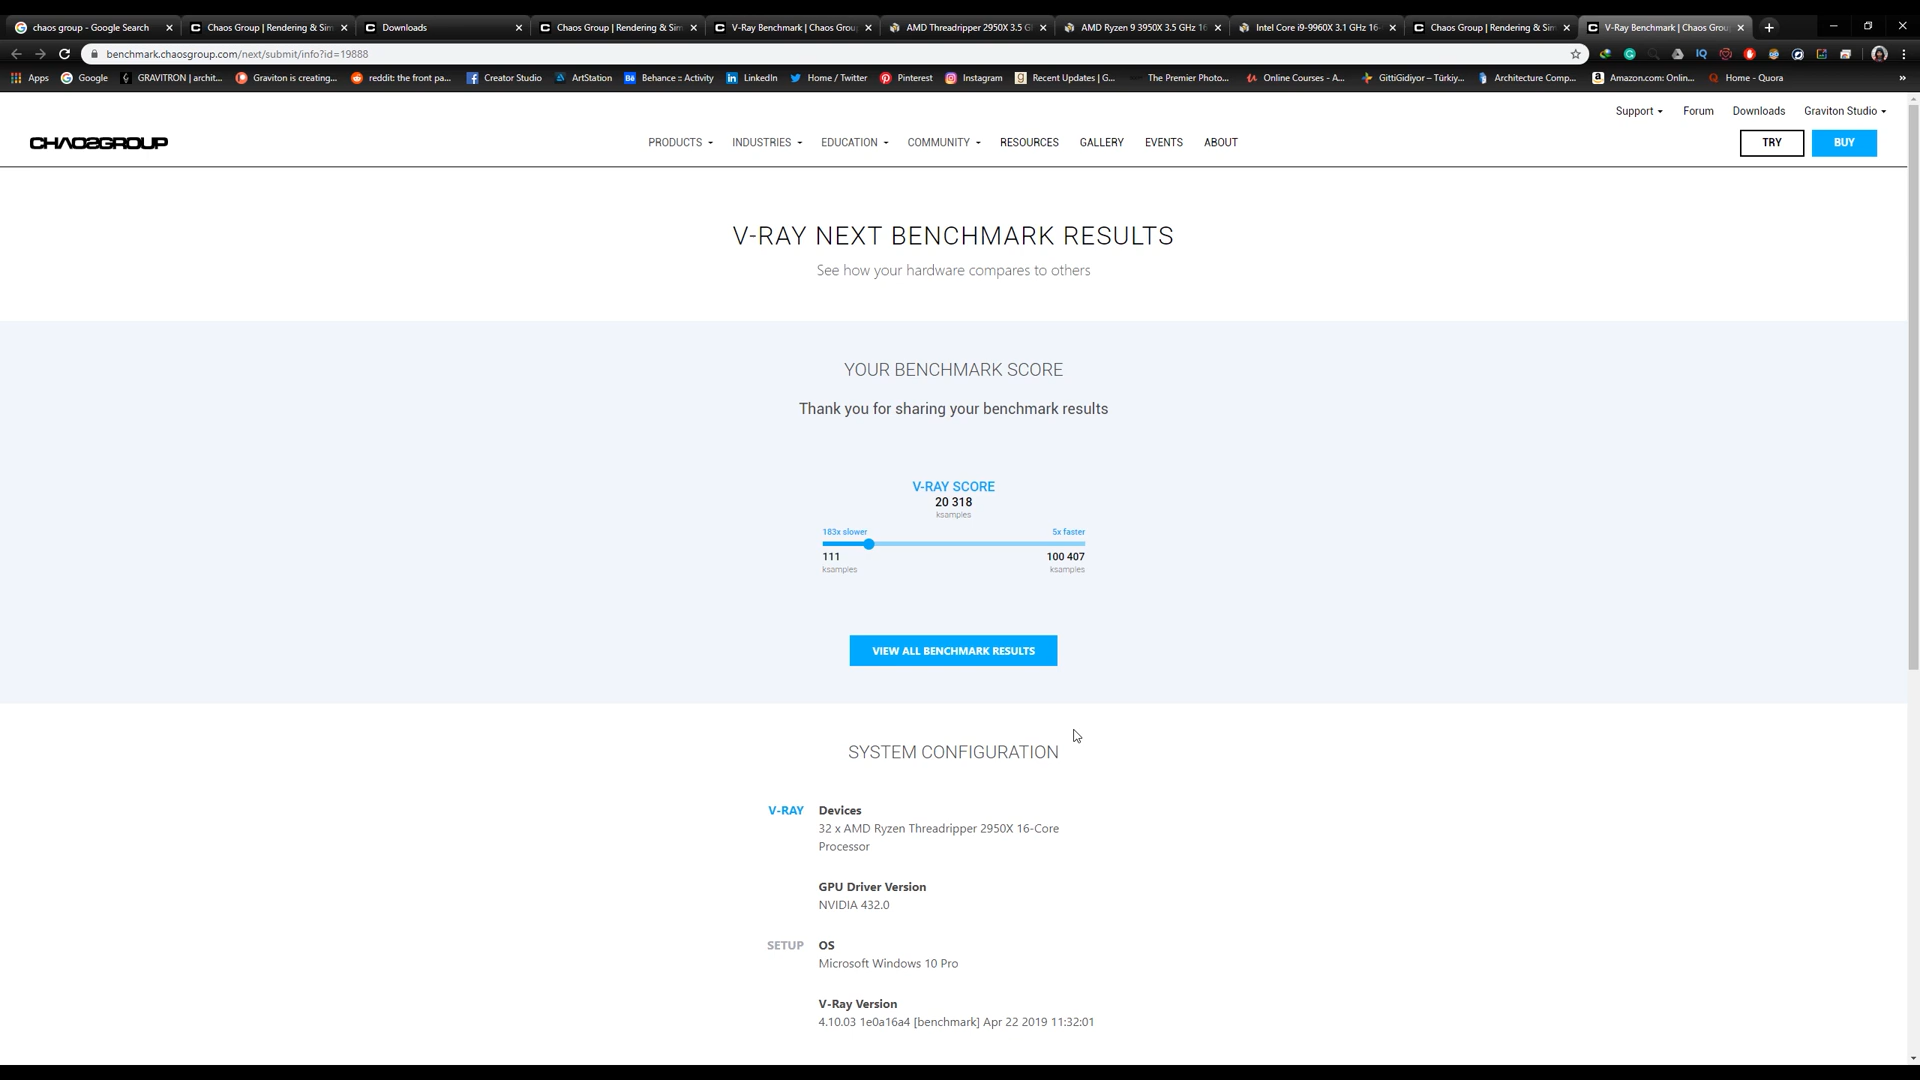 chaos group - Google Search
Chaos Group | Rendering & Sim
Downloads
Chaos Group | Rendering & Sim
V-Ray Benchmark | Chaos Group
AMD Threadripper 2950X 3.5 G
AMD Ryzen 9 3950X 3.5 GHz 16
Intel Core i9-9960X 3.1 GHz 16-
Chaos Group | Rendering & Sim
V-Ray Benchmark | Chaos Grou
benchmark.chaosgroup.com/next/submit/info?id=19888
Apps
Google
GRAVITRON | archit...
Graviton is creating...
reddit: the front pa...
Creator Studio
ArtStation
Behance :: Activity
LinkedIn
Home / Twitter
Pinterest
Instagram
Recent Updates | G...
The Premier Photo...
Online Courses - A...
GittiGidiyor – Türkiy...
Architecture Comp...
Amazon.com: Onlin...
Home - Quora
»
Support
Forum
Downloads
Graviton Studio
CHAOSGROUP
PRODUCTS
INDUSTRIES
EDUCATION
COMMUNITY
RESOURCES
GALLERY
EVENTS
ABOUT
TRY
BUY
V-RAY NEXT BENCHMARK RESULTS
See how your hardware compares to others
YOUR BENCHMARK SCORE
Thank you for sharing your benchmark results
V-RAY SCORE
20 318
ksamples
183x slower
5x faster
111
100 407
ksamples
ksamples
VIEW ALL BENCHMARK RESULTS
SYSTEM CONFIGURATION
V-RAY
Devices
32 x AMD Ryzen Threadripper 2950X 16-Core
Processor
GPU Driver Version
NVIDIA 432.0
SETUP
OS
Microsoft Windows 10 Pro
V-Ray Version
4.10.03 1e0a16a4 [benchmark] Apr 22 2019 11:32:01